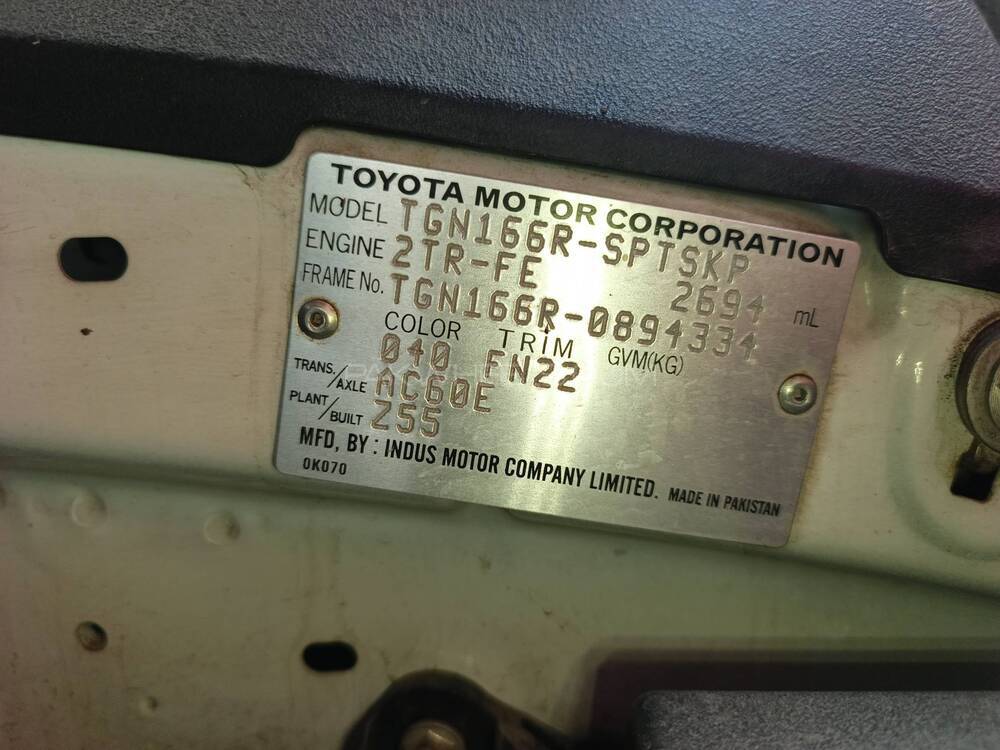 TOYOTA MOTOR CORPORATION
MODEL TGN166R-SPTSKP
ENGINE 2TR-FE 2694 mL
FRAME No. TGN166R-0894334
COLOR TRIM GVM(KG)
040 FN22
TRANS./AXLE AC60E
PLANT/BUILT Z55
MFD, BY : INDUS MOTOR COMPANY LIMITED. MADE IN PAKISTAN
0K070